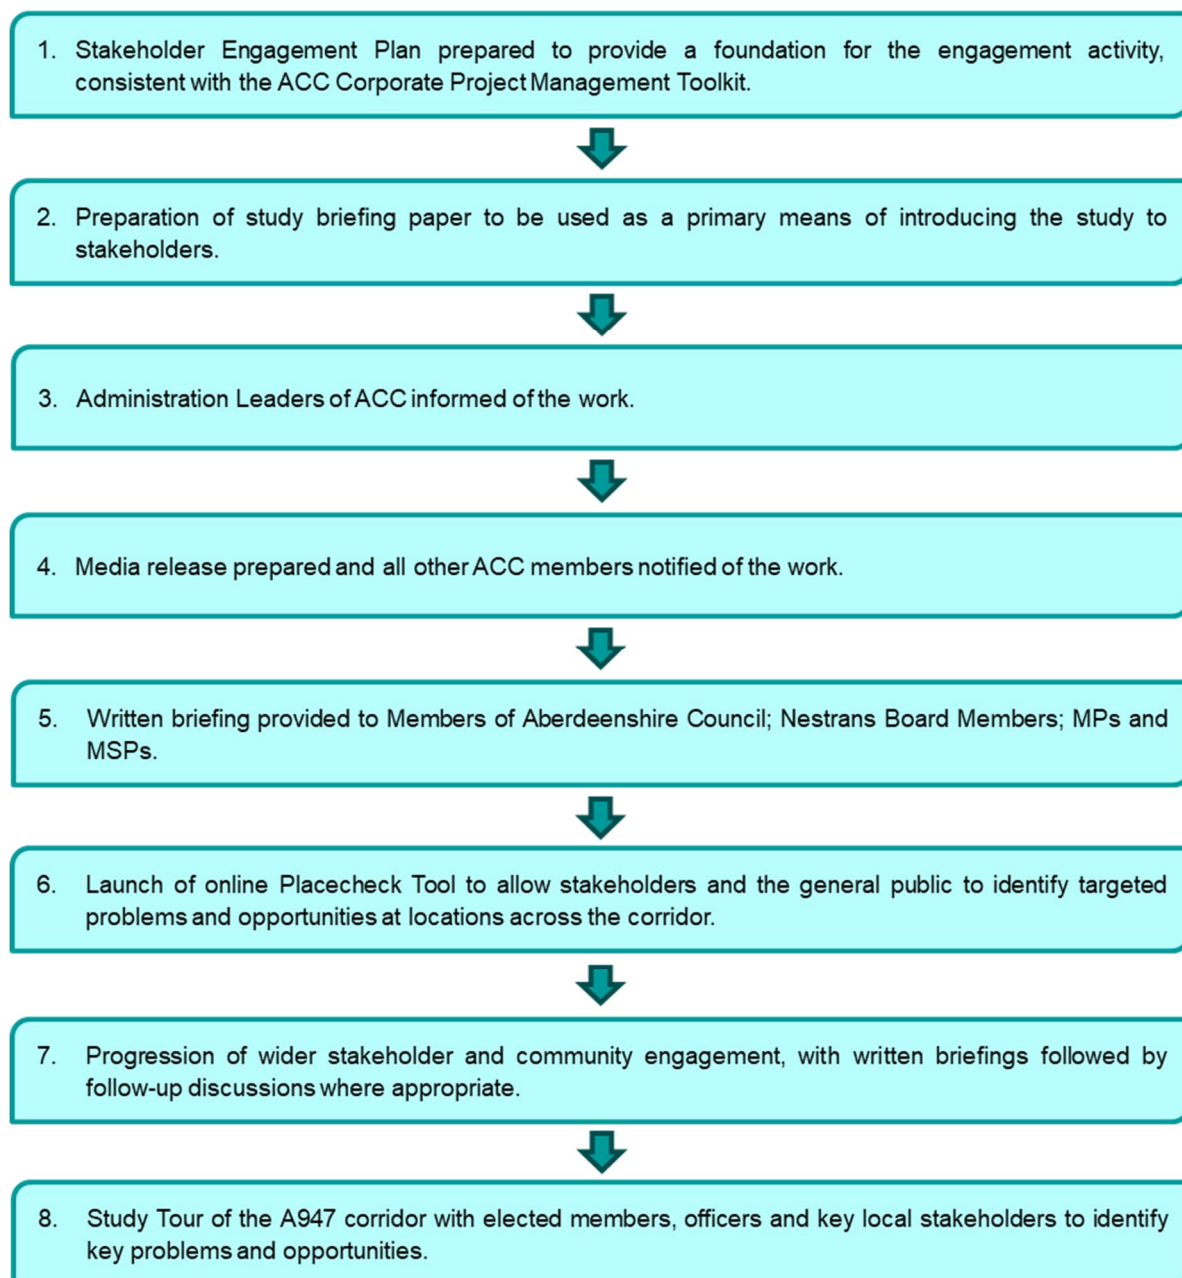 1. Stakeholder Engagement Plan prepared to provide a foundation for the engagement activity,
consistent with the ACC Corporate Project Management Toolkit.
2. Preparation of study briefing paper to be used as a primary means of introducing the study to
stakeholders.
3. Administration Leaders of ACC informed of the work.
4. Media release prepared and all other ACC members notified of the work.
5. Written briefing provided to Members of Aberdeenshire Council; Nestrans Board Members; MPs and
MSPs.
6. Launch of online Placecheck Tool to allow stakeholders and the general public to identify targeted
problems and opportunities at locations across the corridor.
7. Progression of wider stakeholder and community engagement, with written briefings followed by
follow-up discussions where appropriate.
8. Study Tour of the A947 corridor with elected members, officers and key local stakeholders to identify
key problems and opportunities.